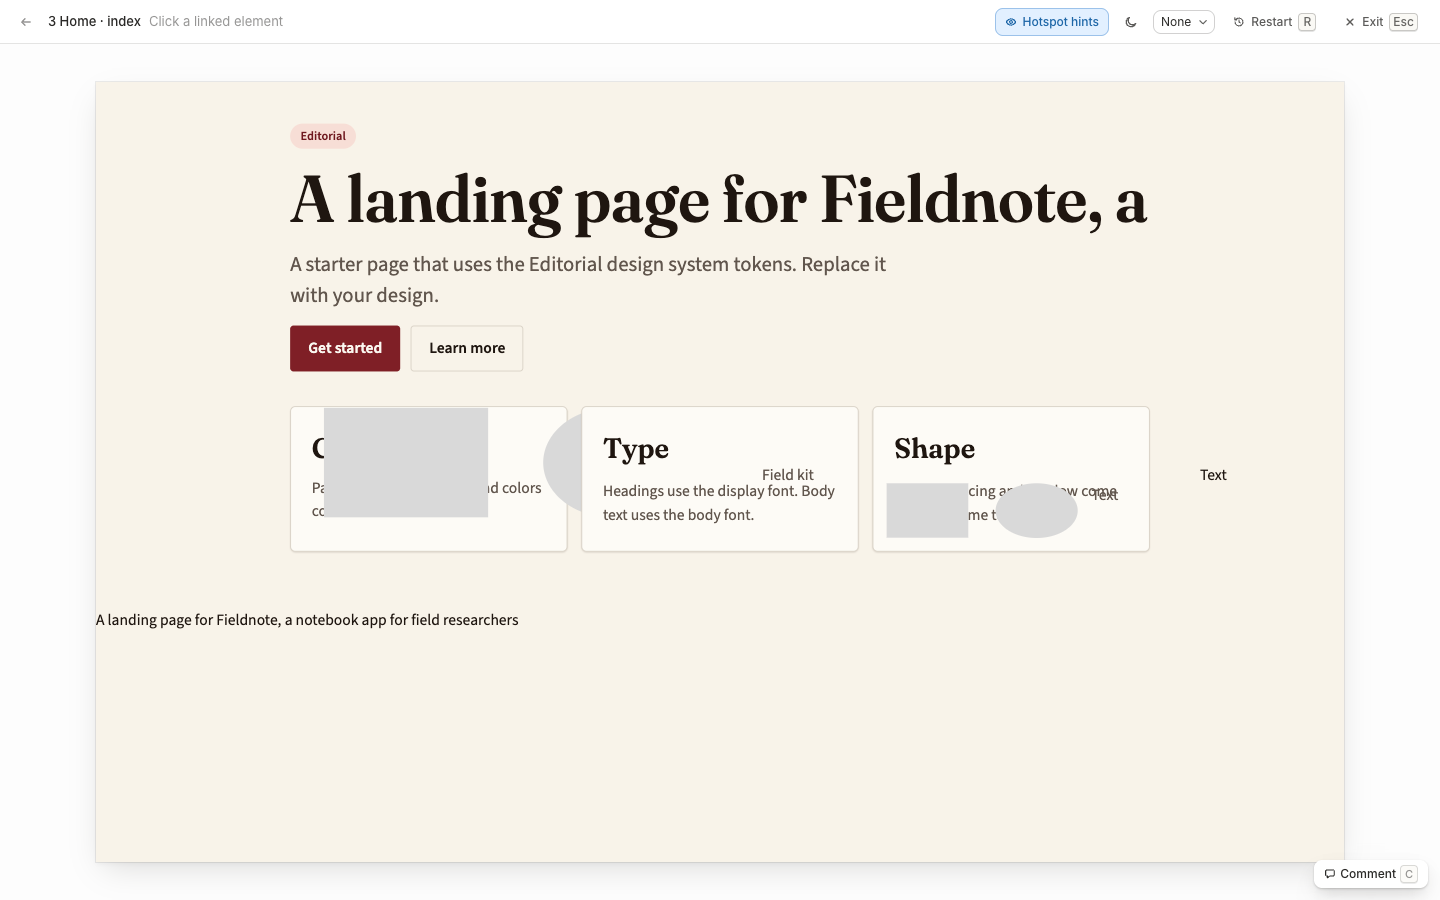 3 Home · index Click a linked element
Hotspot hints
None
Restart R
Exit Esc
Editorial
A landing page for Fieldnote, a
A starter page that uses the Editorial design system tokens. Replace it
with your design.
Get started
Learn more
Type
Shape
Field kit
Text
colors
Headings use the display font. Body
text uses the body font.
come
Text
A landing page for Fieldnote, a notebook app for field researchers
Comment C